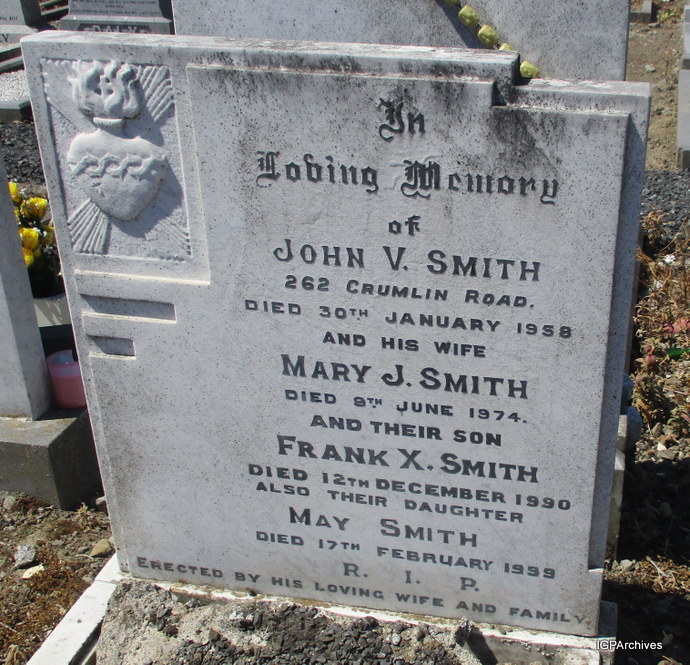 In
Loving Memory
of
JOHN V. SMITH
262 CRUMLIN ROAD.
DIED 30TH JANUARY 1958
AND HIS WIFE
MARY J. SMITH
DIED 9TH JUNE 1974.
AND THEIR SON
FRANK X. SMITH
DIED 12TH DECEMBER 1990
ALSO THEIR DAUGHTER
MAY SMITH
DIED 17TH FEBRUARY 1999
R. I. P.
ERECTED BY HIS LOVING WIFE AND FAMILY.
IGPArchives